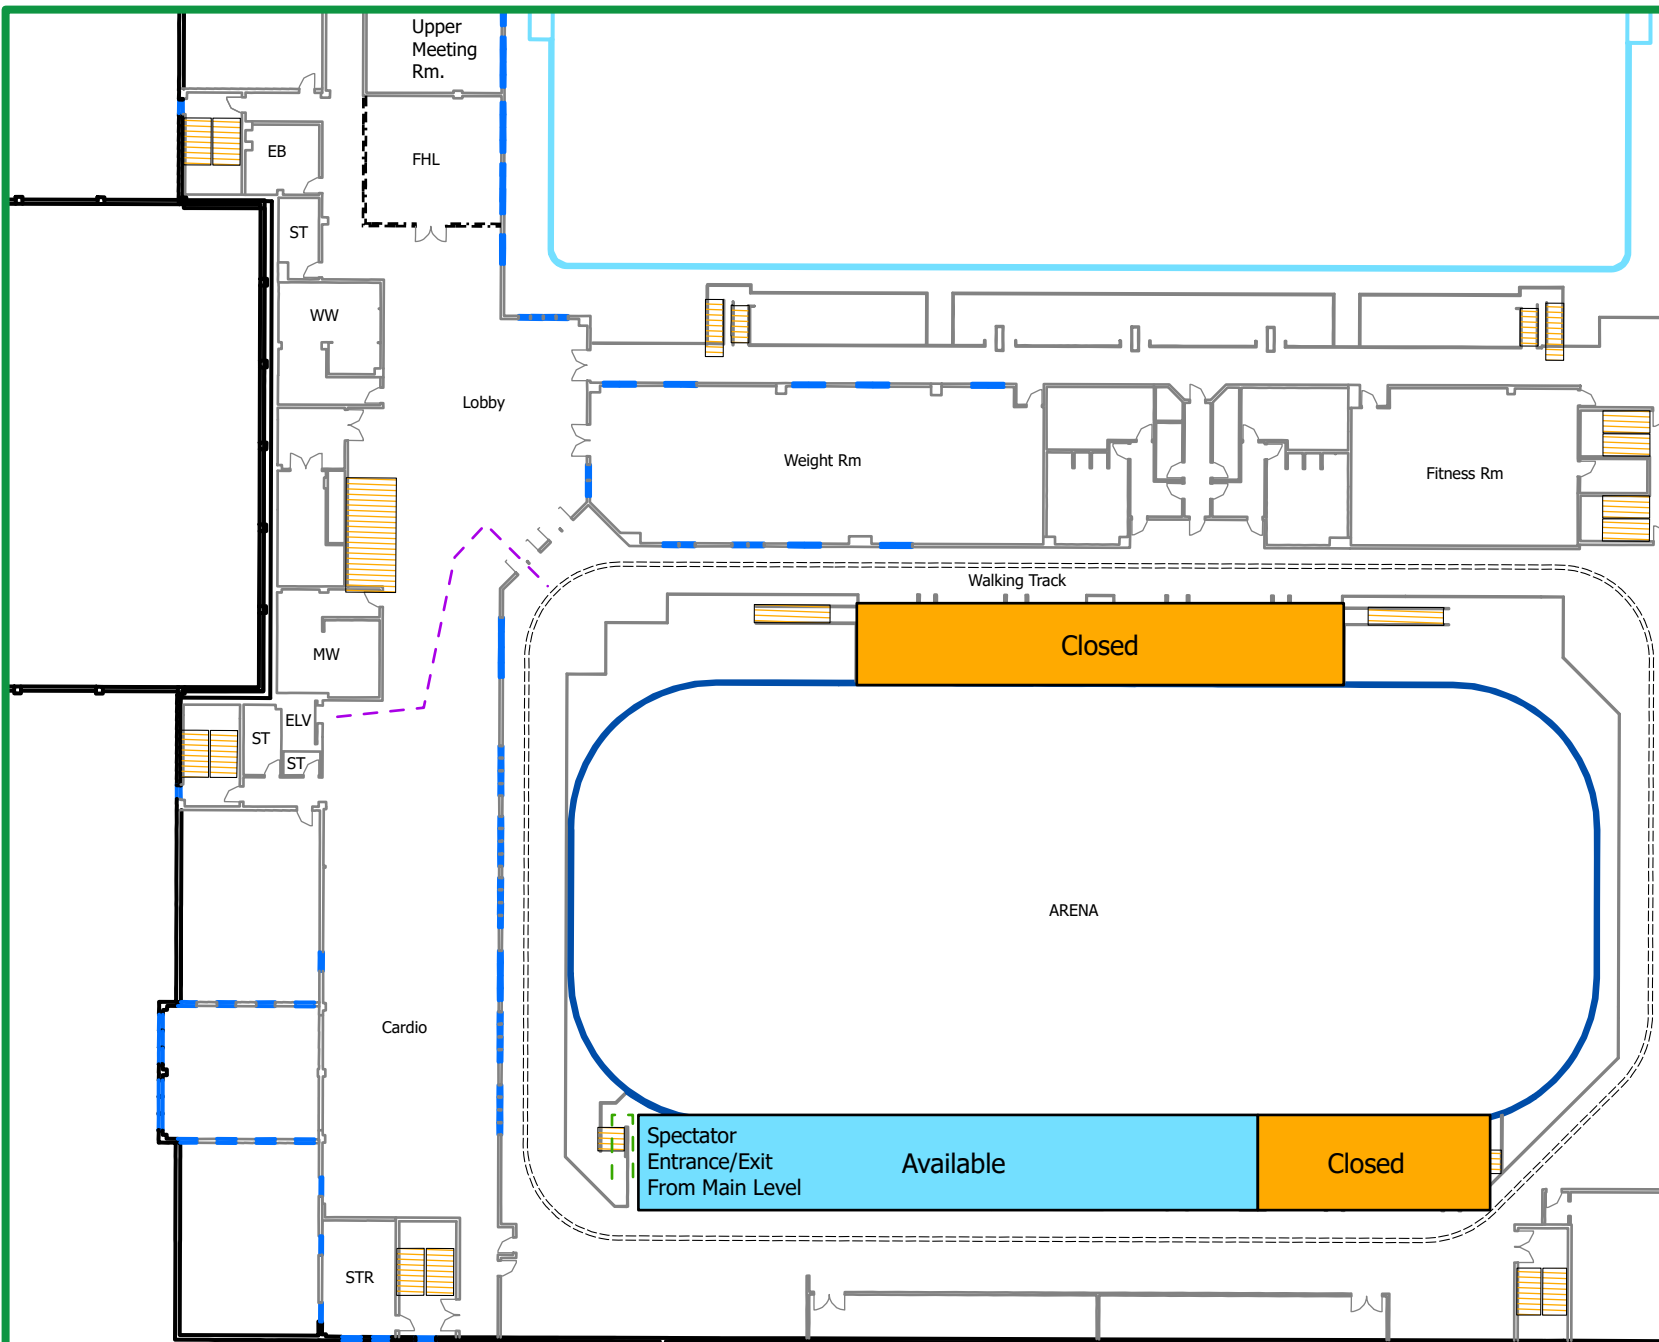 Upper
Meeting
Rm.
EB
FHL
ST
WW
Lobby
Weight Rm
Fitness Rm
Walking Track
Closed
MW
ELV
ST
ST
ARENA
Cardio
Spectator
Entrance/Exit
From Main Level
Available
Closed
STR